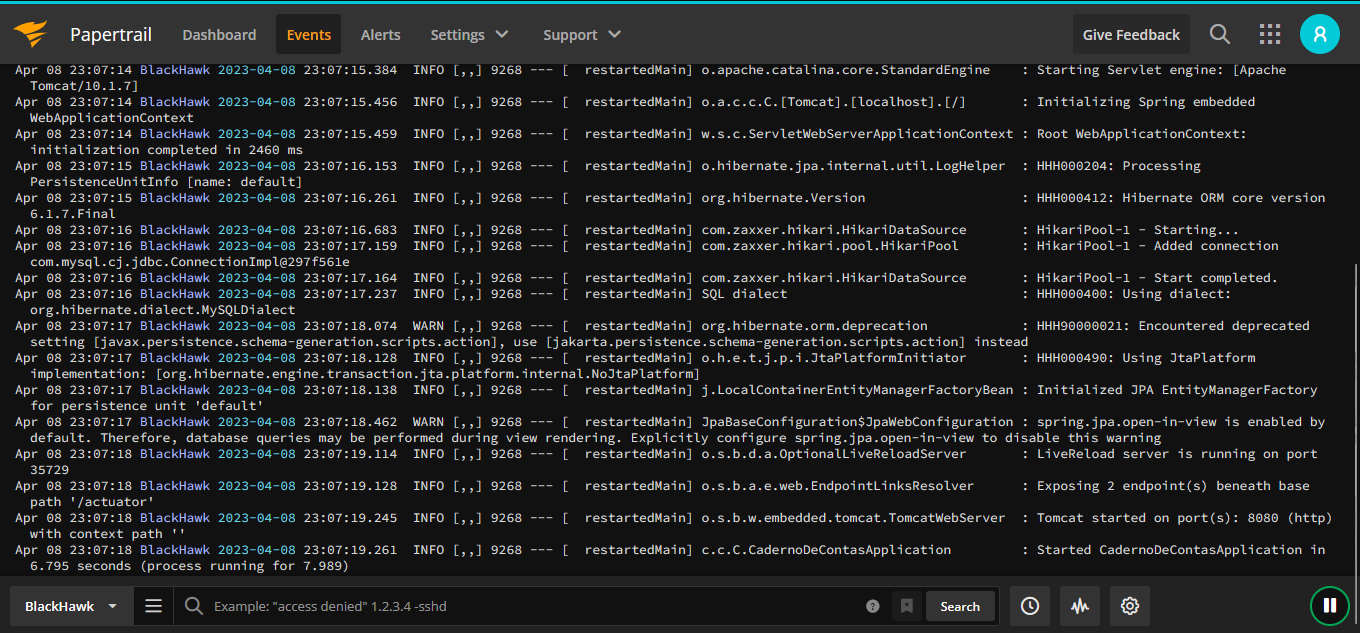 Papertrail
Dashboard
Events
Alerts
Settings
Support
Give Feedback
Apr 08 23:07:14 BlackHawk 2023-04-08 23:07:15.384  INFO [,,] 9268 --- [  restartedMain] o.apache.catalina.core.StandardEngine    : Starting Servlet engine: [Apache
Tomcat/10.1.7]
Apr 08 23:07:14 BlackHawk 2023-04-08 23:07:15.456  INFO [,,] 9268 --- [  restartedMain] o.a.c.c.C.[Tomcat].[localhost].[/]       : Initializing Spring embedded
WebApplicationContext
Apr 08 23:07:14 BlackHawk 2023-04-08 23:07:15.459  INFO [,,] 9268 --- [  restartedMain] w.s.c.ServletWebServerApplicationContext : Root WebApplicationContext:
initialization completed in 2460 ms
Apr 08 23:07:15 BlackHawk 2023-04-08 23:07:16.153  INFO [,,] 9268 --- [  restartedMain] o.hibernate.jpa.internal.util.LogHelper  : HHH000204: Processing
PersistenceUnitInfo [name: default]
Apr 08 23:07:15 BlackHawk 2023-04-08 23:07:16.261  INFO [,,] 9268 --- [  restartedMain] org.hibernate.Version                    : HHH000412: Hibernate ORM core version
6.1.7.Final
Apr 08 23:07:16 BlackHawk 2023-04-08 23:07:16.683  INFO [,,] 9268 --- [  restartedMain] com.zaxxer.hikari.HikariDataSource       : HikariPool-1 - Starting...
Apr 08 23:07:16 BlackHawk 2023-04-08 23:07:17.159  INFO [,,] 9268 --- [  restartedMain] com.zaxxer.hikari.pool.HikariPool        : HikariPool-1 - Added connection
com.mysql.cj.jdbc.ConnectionImpl@297f561e
Apr 08 23:07:16 BlackHawk 2023-04-08 23:07:17.164  INFO [,,] 9268 --- [  restartedMain] com.zaxxer.hikari.HikariDataSource       : HikariPool-1 - Start completed.
Apr 08 23:07:16 BlackHawk 2023-04-08 23:07:17.237  INFO [,,] 9268 --- [  restartedMain] SQL dialect                              : HHH000400: Using dialect:
org.hibernate.dialect.MySQLDialect
Apr 08 23:07:17 BlackHawk 2023-04-08 23:07:18.074  WARN [,,] 9268 --- [  restartedMain] org.hibernate.orm.deprecation            : HHH90000021: Encountered deprecated
setting [javax.persistence.schema-generation.scripts.action], use [jakarta.persistence.schema-generation.scripts.action] instead
Apr 08 23:07:17 BlackHawk 2023-04-08 23:07:18.128  INFO [,,] 9268 --- [  restartedMain] o.h.e.t.j.p.i.JtaPlatformInitiator       : HHH000490: Using JtaPlatform
implementation: [org.hibernate.engine.transaction.jta.platform.internal.NoJtaPlatform]
Apr 08 23:07:17 BlackHawk 2023-04-08 23:07:18.138  INFO [,,] 9268 --- [  restartedMain] j.LocalContainerEntityManagerFactoryBean : Initialized JPA EntityManagerFactory
for persistence unit 'default'
Apr 08 23:07:17 BlackHawk 2023-04-08 23:07:18.462  WARN [,,] 9268 --- [  restartedMain] JpaBaseConfiguration$JpaWebConfiguration : spring.jpa.open-in-view is enabled by
default. Therefore, database queries may be performed during view rendering. Explicitly configure spring.jpa.open-in-view to disable this warning
Apr 08 23:07:18 BlackHawk 2023-04-08 23:07:19.114  INFO [,,] 9268 --- [  restartedMain] o.s.b.d.a.OptionalLiveReloadServer       : LiveReload server is running on port
35729
Apr 08 23:07:18 BlackHawk 2023-04-08 23:07:19.128  INFO [,,] 9268 --- [  restartedMain] o.s.b.a.e.web.EndpointLinksResolver      : Exposing 2 endpoint(s) beneath base
path '/actuator'
Apr 08 23:07:18 BlackHawk 2023-04-08 23:07:19.245  INFO [,,] 9268 --- [  restartedMain] o.s.b.w.embedded.tomcat.TomcatWebServer  : Tomcat started on port(s): 8080 (http)
with context path ''
Apr 08 23:07:18 BlackHawk 2023-04-08 23:07:19.261  INFO [,,] 9268 --- [  restartedMain] c.c.C.CadernoDeContasApplication         : Started CadernoDeContasApplication in
6.795 seconds (process running for 7.989)
BlackHawk
Example: "access denied" 1.2.3.4 -sshd
?
Search